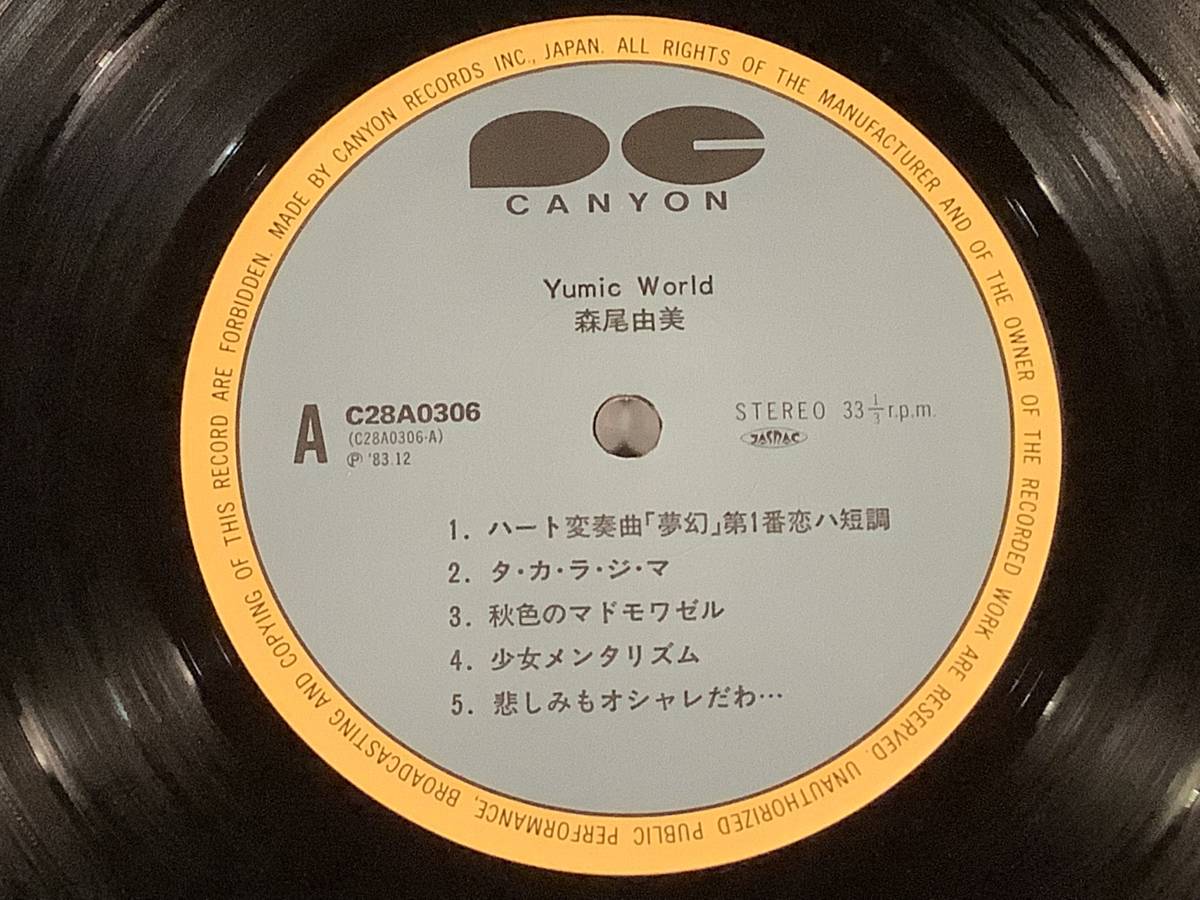 MADE BY CANYON RECORDS INC., JAPAN. ALL RIGHTS OF THE MANUFACTURER AND OF THE OWNER OF THE RECORDED WORK ARE RESERVED. UNAUTHORIZED PUBLIC PERFORMANCE, BROADCASTING AND COPYING OF THIS RECORD ARE FORBIDDEN.
PC
CANYON
Yumic World
森尾由美
A C28A0306
(C28A0306-A)
Ⓟ '83.12
STEREO 33 1/3 r.p.m.
JASRAC
1. ハート変奏曲「夢幻」第1番恋ハ短調
2. タ・カ・ラ・ジ・マ
3. 秋色のマドモワゼル
4. 少女メンタリズム
5. 悲しみもオシャレだわ…